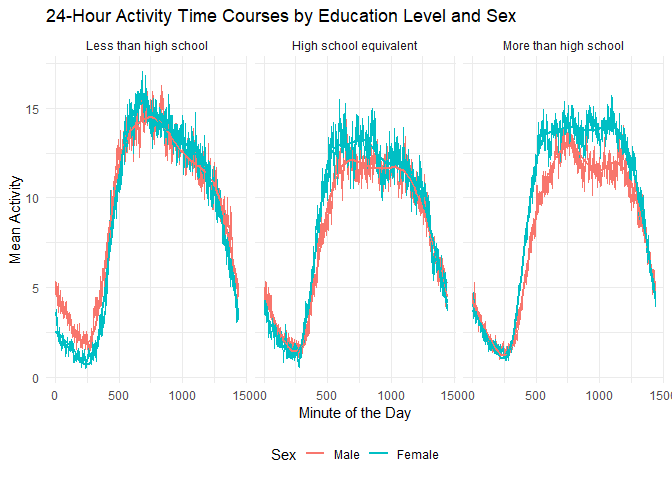 24-Hour Activity Time Courses by Education Level and Sex
Less than high school High school equivalent More than high school
15
10
5
0
Mean Activity
0 500 1000 1500 0 500 1000 1500 0 500 1000 1500
Minute of the Day
Sex Male Female